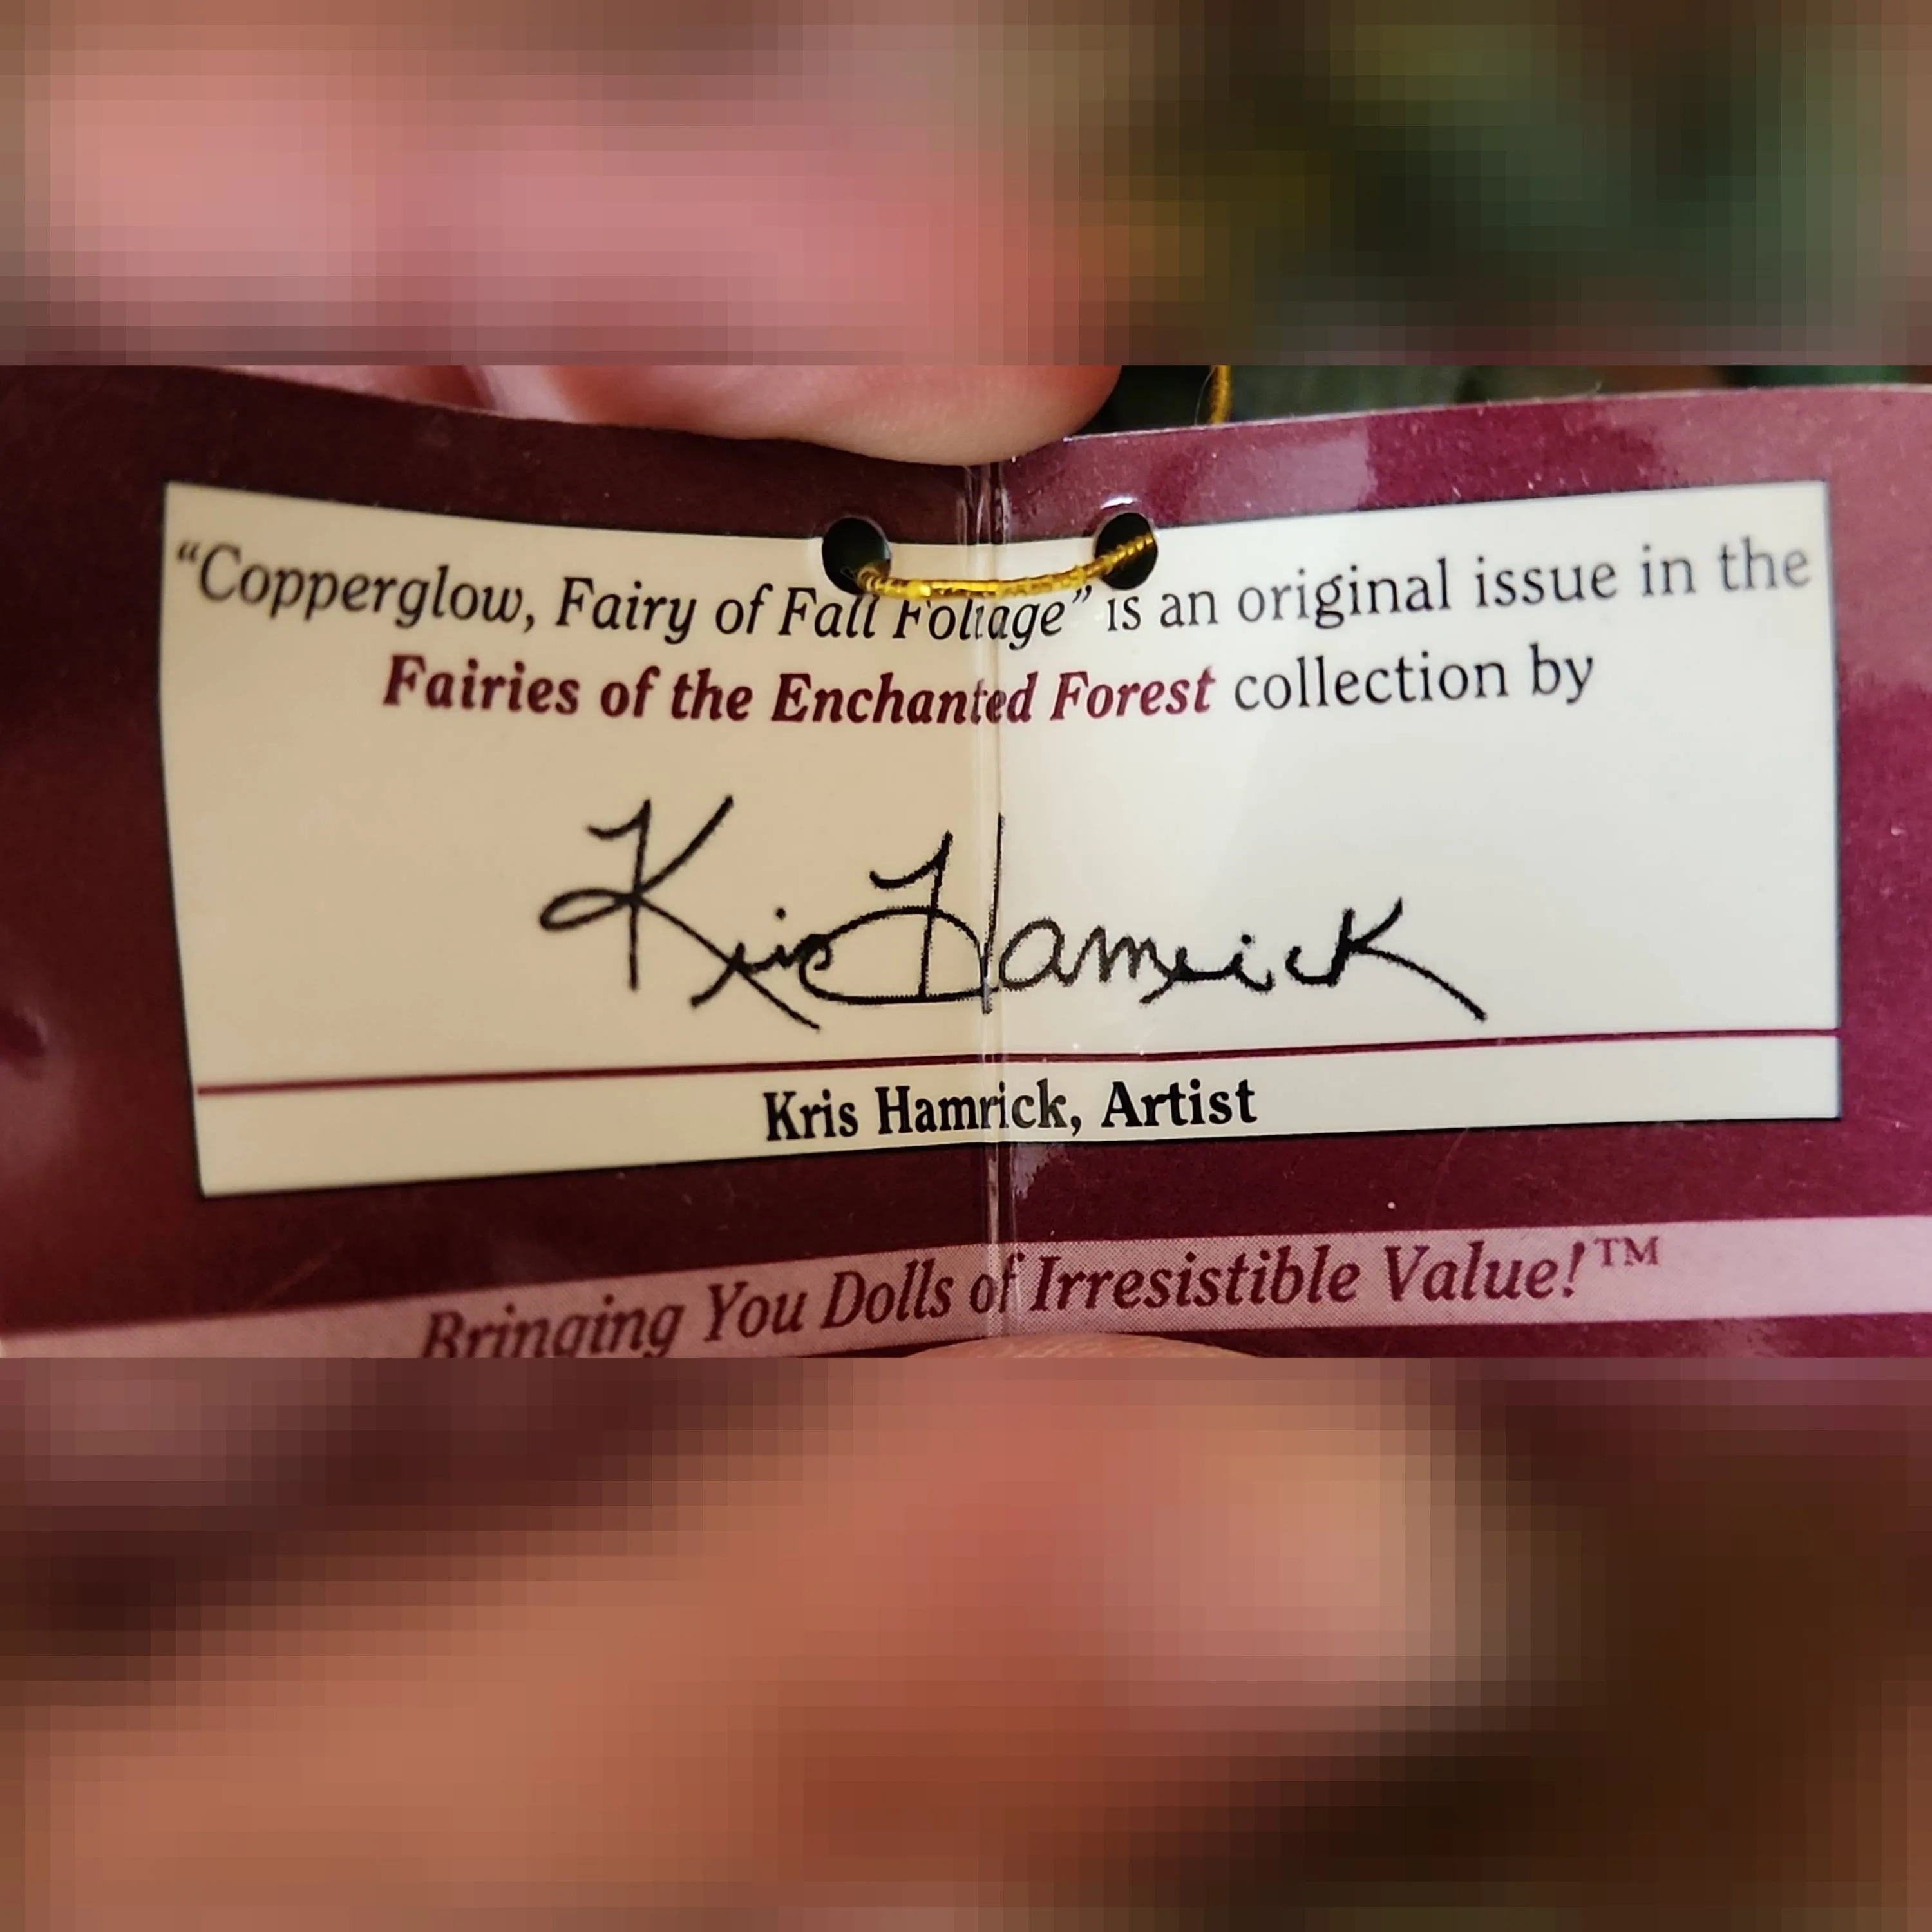 “Copperglow, Fairy of Fall Foliage” is an original issue in the
Fairies of the Enchanted Forest collection by
Kris Hamrick
Kris Hamrick, Artist
Bringing You Dolls of Irresistible Value!™